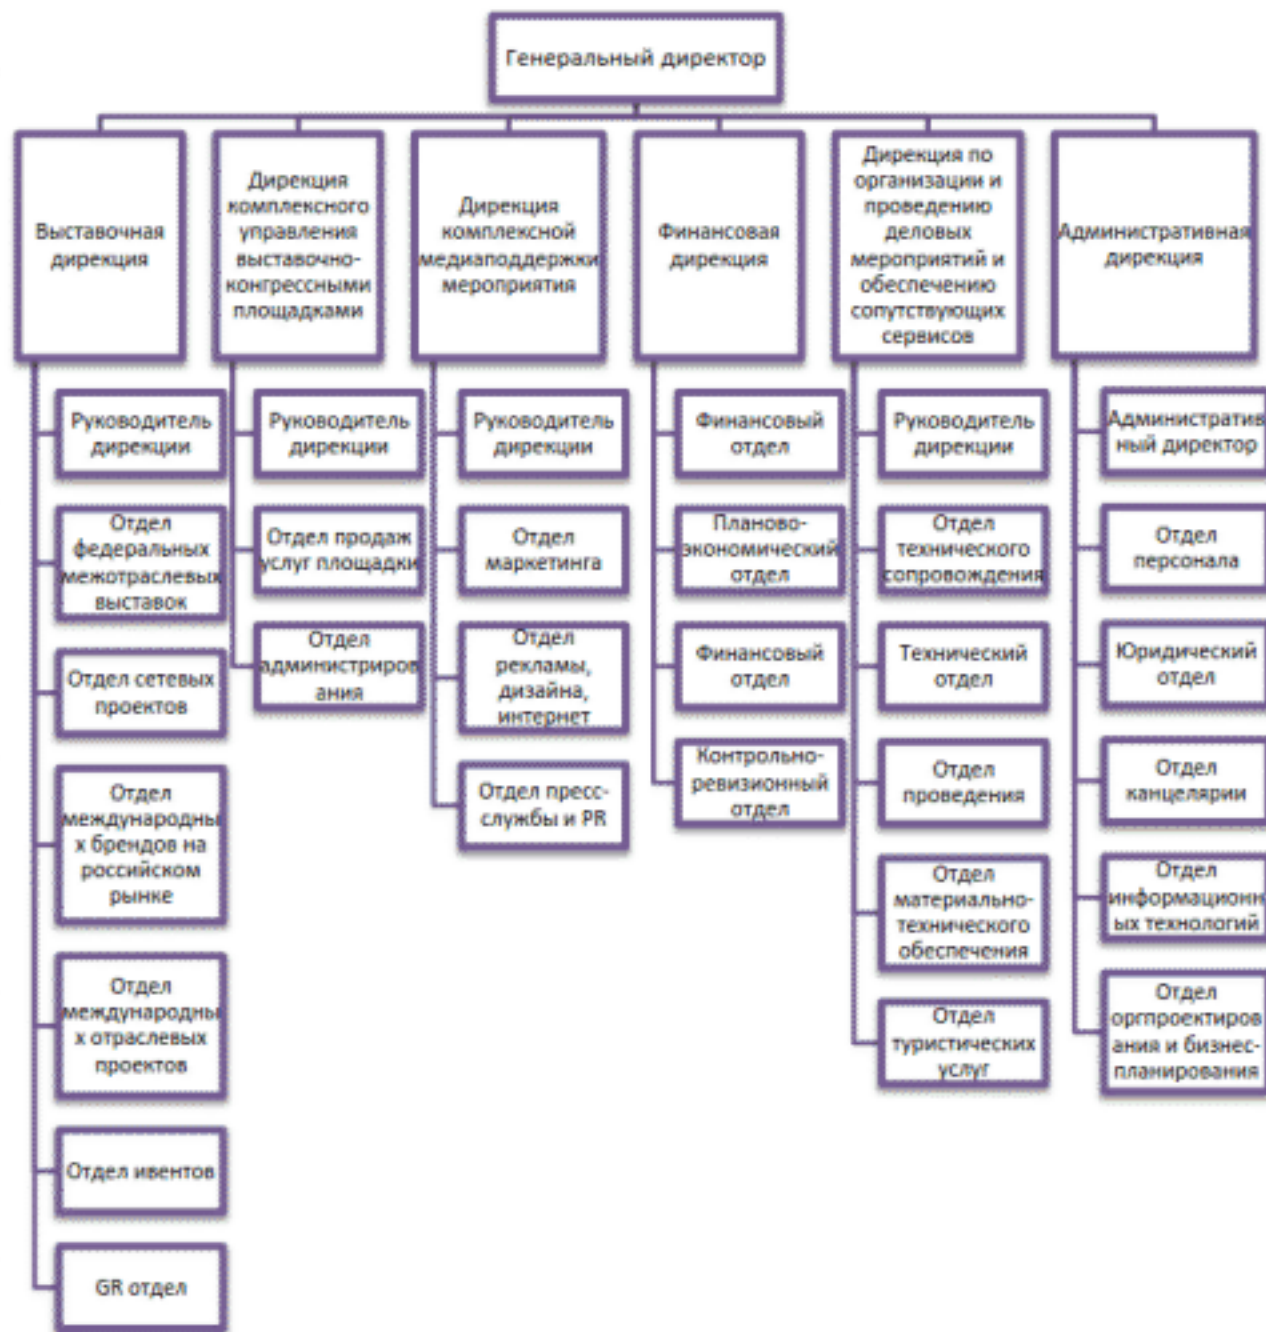 Генеральный директор
Выставочная
дирекция
Дирекция
комплексного
управления
выставочно-
конгрессными
площадками
Дирекция
комплексной
медиаподдержки
мероприятия
Финансовая
дирекция
Дирекция по
организации и
проведению
деловых
мероприятий и
обеспечению
сопутствующих
сервисов
Административная
дирекция
Руководитель
дирекции
Отдел
федеральных
межотраслевых
выставок
Отдел сетевых
проектов
Отдел
международны
х брендов на
российском
рынке
Отдел
международны
х отраслевых
проектов
Отдел ивентов
GR отдел
Руководитель
дирекции
Отдел продаж
услуг площадки
Отдел
администриров
ания
Руководитель
дирекции
Отдел
маркетинга
Отдел
рекламы,
дизайна,
интернет
Отдел пресс-
службы и PR
Финансовый
отдел
Планово-
экономический
отдел
Финансовый
отдел
Контрольно-
ревизионный
отдел
Руководитель
дирекции
Отдел
технического
сопровождения
Технический
отдел
Отдел
проведения
Отдел
материально-
технического
обеспечения
Отдел
туристических
услуг
Административ
ный директор
Отдел
персонала
Юридический
отдел
Отдел
канцелярии
Отдел
информационн
ых технологий
Отдел
оргпроектиров
ания и бизнес-
планирования